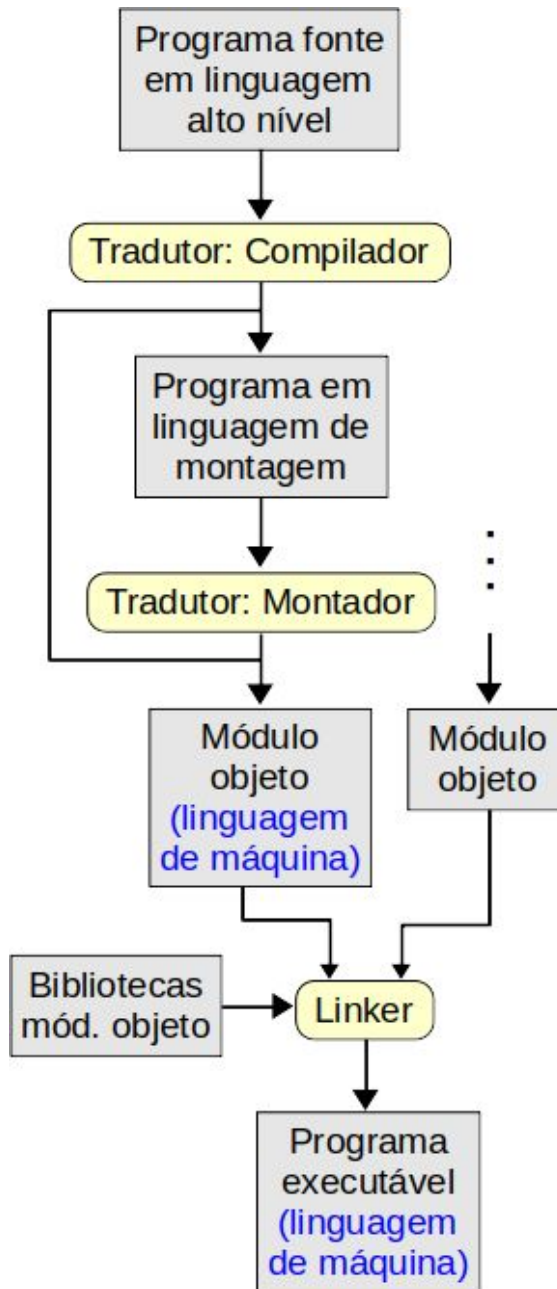 Programa fonte
em linguagem
alto nível
Tradutor: Compilador
Programa em
linguagem de
montagem
Tradutor: Montador
Módulo
objeto
(linguagem
de máquina)
Módulo
objeto
Bibliotecas
mód. objeto
Linker
Programa
executável
(linguagem
de máquina)